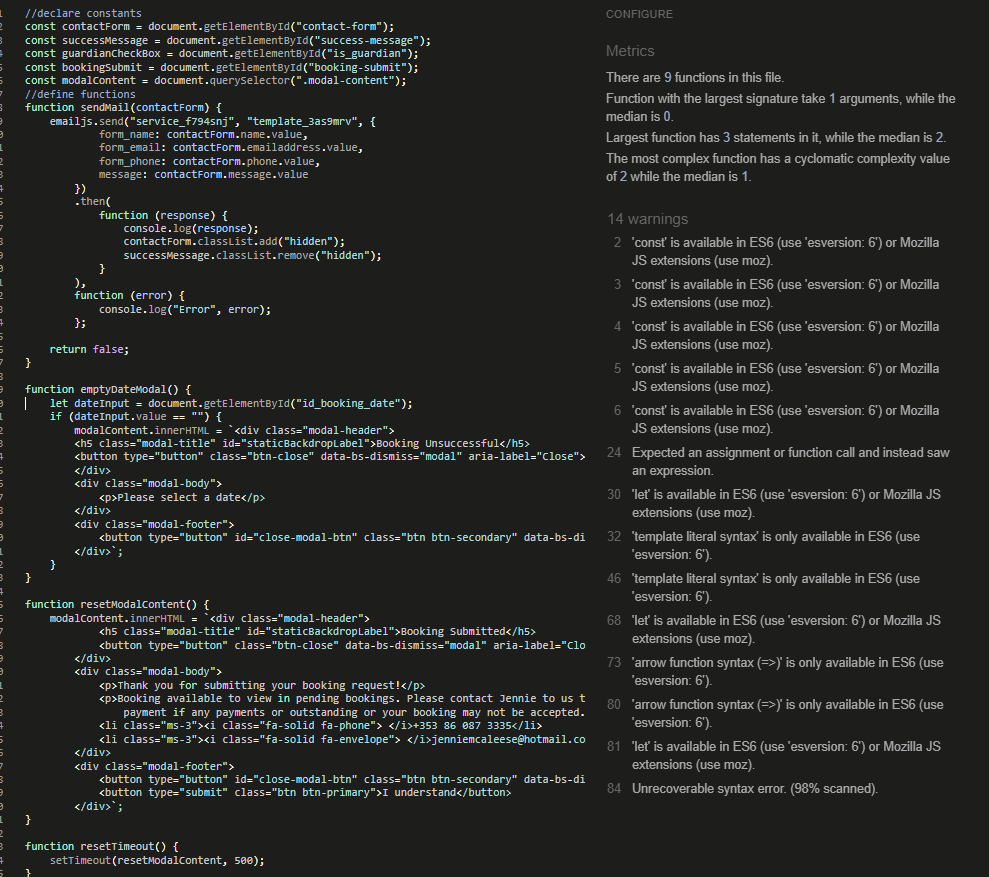 //declare constants
const contactForm = document.getElementById("contact-form");
const successMessage = document.getElementById("success-message");
const guardianCheckBox = document.getElementById("is_guardian");
const bookingSubmit = document.getElementById("booking-submit");
const modalContent = document.querySelector(".modal-content");
//define functions
function sendMail(contactForm) {
    emailjs.send("service_f794snj", "template_3as9mrv", {
            form_name: contactForm.name.value,
            form_email: contactForm.emailaddress.value,
            form_phone: contactForm.phone.value,
            message: contactForm.message.value
        })
        .then(
            function (response) {
                console.log(response);
                contactForm.classList.add("hidden");
                successMessage.classList.remove("hidden");
            }
        ),
        function (error) {
            console.log("Error", error);
        };
    return false;
}
function emptyDateModal() {
    let dateInput = document.getElementById("id_booking_date");
    if (dateInput.value == "") {
        modalContent.innerHTML = `<div class="modal-header">
        <h5 class="modal-title" id="staticBackdropLabel">Booking Unsuccessful</h5>
        <button type="button" class="btn-close" data-bs-dismiss="modal" aria-label="Close">
        </div>
        <div class="modal-body">
            <p>Please select a date</p>
        </div>
        <div class="modal-footer">
            <button type="button" id="close-modal-btn" class="btn btn-secondary" data-bs-di
        </div>`;
    }
}
function resetModalContent() {
    modalContent.innerHTML = `<div class="modal-header">
            <h5 class="modal-title" id="staticBackdropLabel">Booking Submitted</h5>
            <button type="button" class="btn-close" data-bs-dismiss="modal" aria-label="Clo
        </div>
        <div class="modal-body">
            <p>Thank you for submitting your booking request!</p>
            <p>Booking available to view in pending bookings. Please contact Jennie to us t
                payment if any payments or outstanding or your booking may not be accepted.
            <li class="ms-3"><i class="fa-solid fa-phone"> </i>+353 86 087 3335</li>
            <li class="ms-3"><i class="fa-solid fa-envelope"> </i>jenniemcaleese@hotmail.co
        </div>
        <div class="modal-footer">
            <button type="button" id="close-modal-btn" class="btn btn-secondary" data-bs-di
            <button type="submit" class="btn btn-primary">I understand</button>
        </div>`;
}
function resetTimeout() {
    setTimeout(resetModalContent, 500);
}
CONFIGURE
Metrics
There are 9 functions in this file.
Function with the largest signature take 1 arguments, while the
median is 0.
Largest function has 3 statements in it, while the median is 2.
The most complex function has a cyclomatic complexity value
of 2 while the median is 1.
14 warnings
2 'const' is available in ES6 (use 'esversion: 6') or Mozilla
JS extensions (use moz).
3 'const' is available in ES6 (use 'esversion: 6') or Mozilla
JS extensions (use moz).
4 'const' is available in ES6 (use 'esversion: 6') or Mozilla
JS extensions (use moz).
5 'const' is available in ES6 (use 'esversion: 6') or Mozilla
JS extensions (use moz).
6 'const' is available in ES6 (use 'esversion: 6') or Mozilla
JS extensions (use moz).
24 Expected an assignment or function call and instead saw
an expression.
30 'let' is available in ES6 (use 'esversion: 6') or Mozilla JS
extensions (use moz).
32 'template literal syntax' is only available in ES6 (use
'esversion: 6').
46 'template literal syntax' is only available in ES6 (use
'esversion: 6').
68 'let' is available in ES6 (use 'esversion: 6') or Mozilla JS
extensions (use moz).
73 'arrow function syntax (=>)' is only available in ES6 (use
'esversion: 6').
80 'arrow function syntax (=>)' is only available in ES6 (use
'esversion: 6').
81 'let' is available in ES6 (use 'esversion: 6') or Mozilla JS
extensions (use moz).
84 Unrecoverable syntax error. (98% scanned).